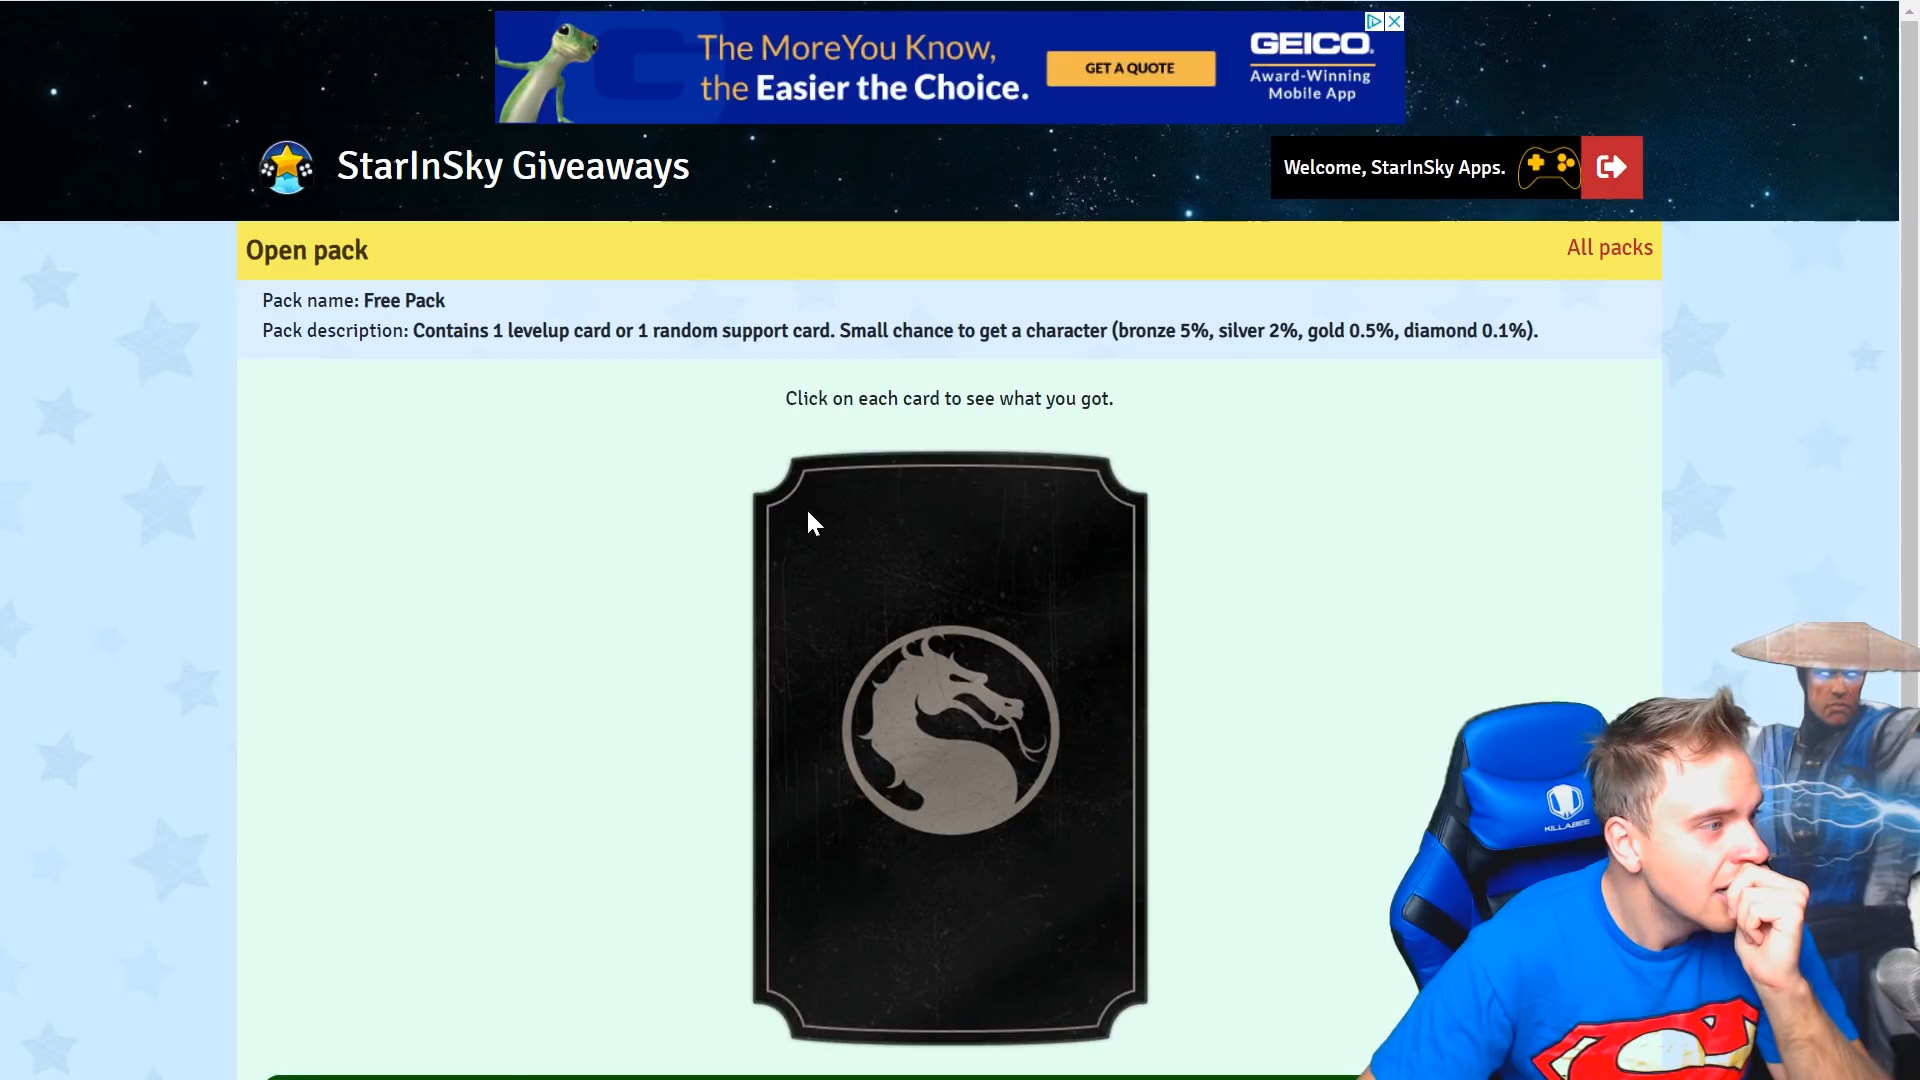 The MoreYou Know,
the Easier the Choice.
GET A QUOTE
GEICO.
Award-Winning
Mobile App
StarInSky Giveaways
Welcome, StarInSky Apps.
Open pack
All packs
Pack name: Free Pack
Pack description: Contains 1 levelup card or 1 random support card. Small chance to get a character (bronze 5%, silver 2%, gold 0.5%, diamond 0.1%).
Click on each card to see what you got.
KILLABEE